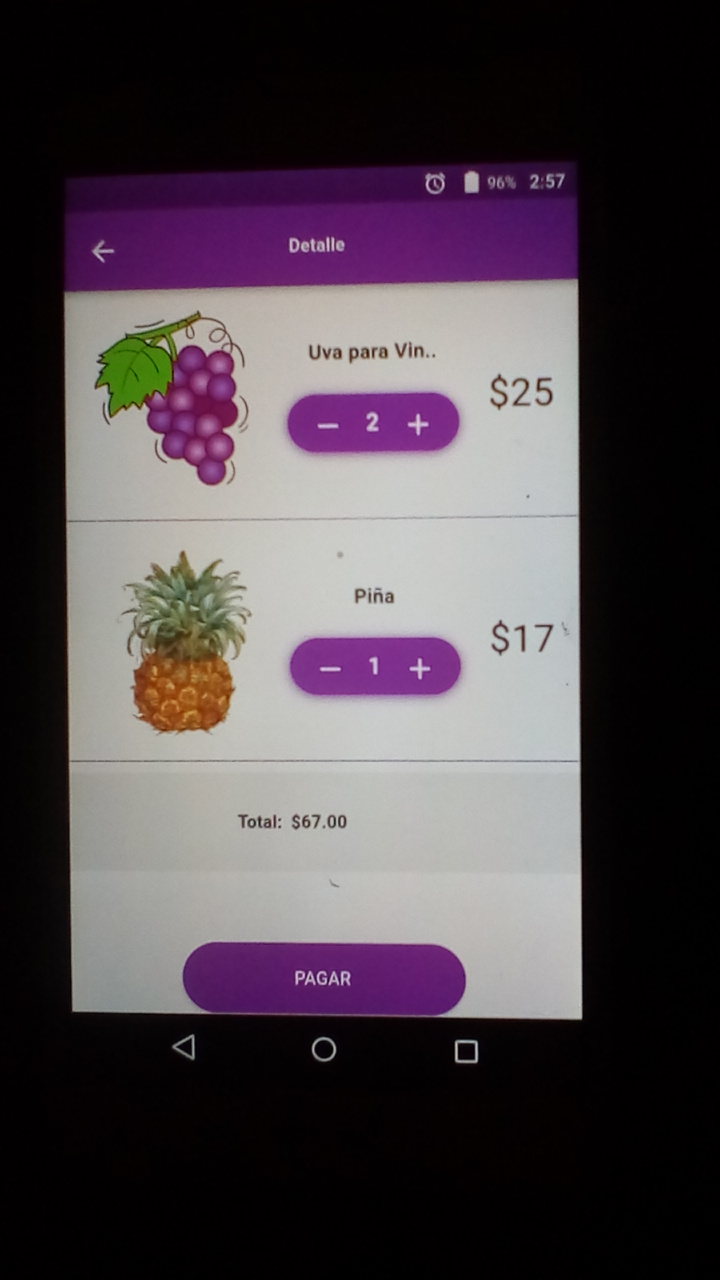 96% 2:57
Detalle
Uva para Vin..
$25
2
Piña
$17
1
Total: $67.00
PAGAR